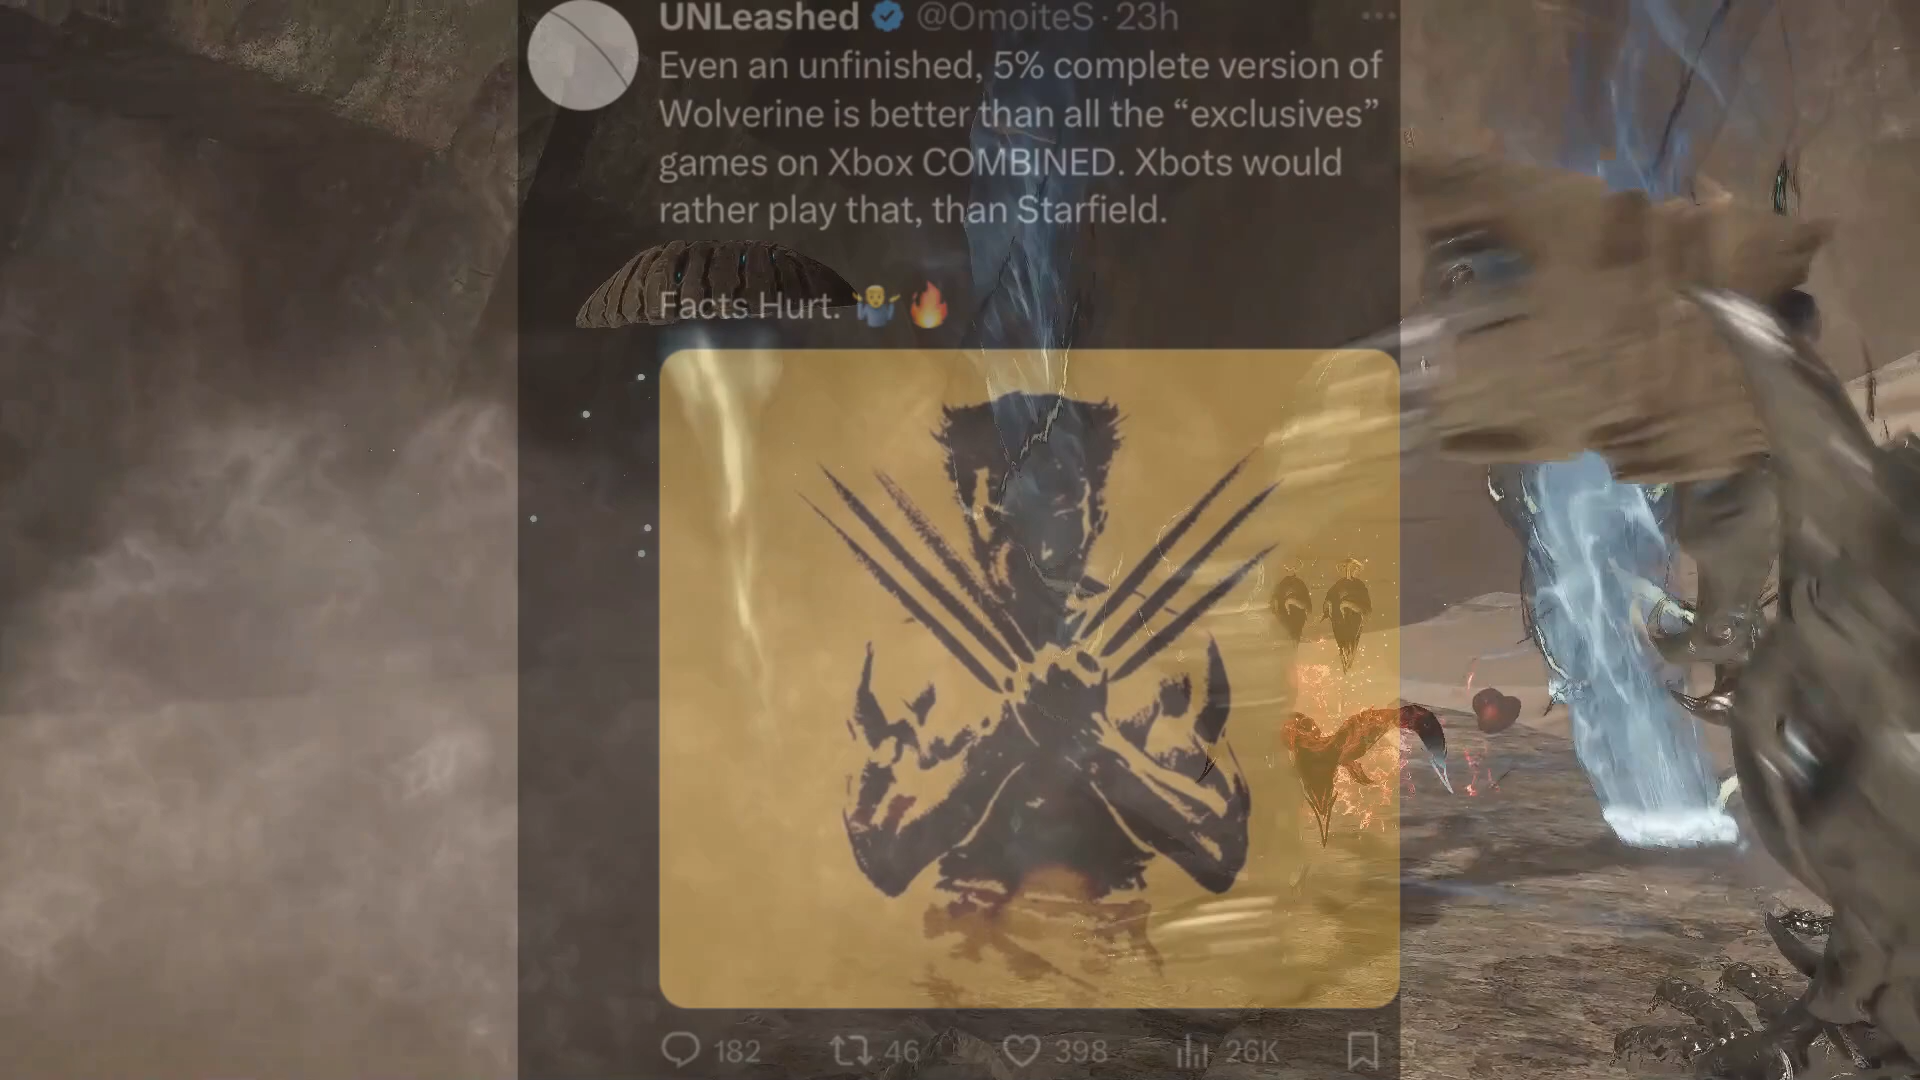 UNLeashed @OmoiteS · 23h
Even an unfinished, 5% complete version of
Wolverine is better than all the “exclusives”
games on Xbox COMBINED. Xbots would
rather play that, than Starfield.
Facts Hurt. 🤷‍♂️ 🔥
182 46 398 26K